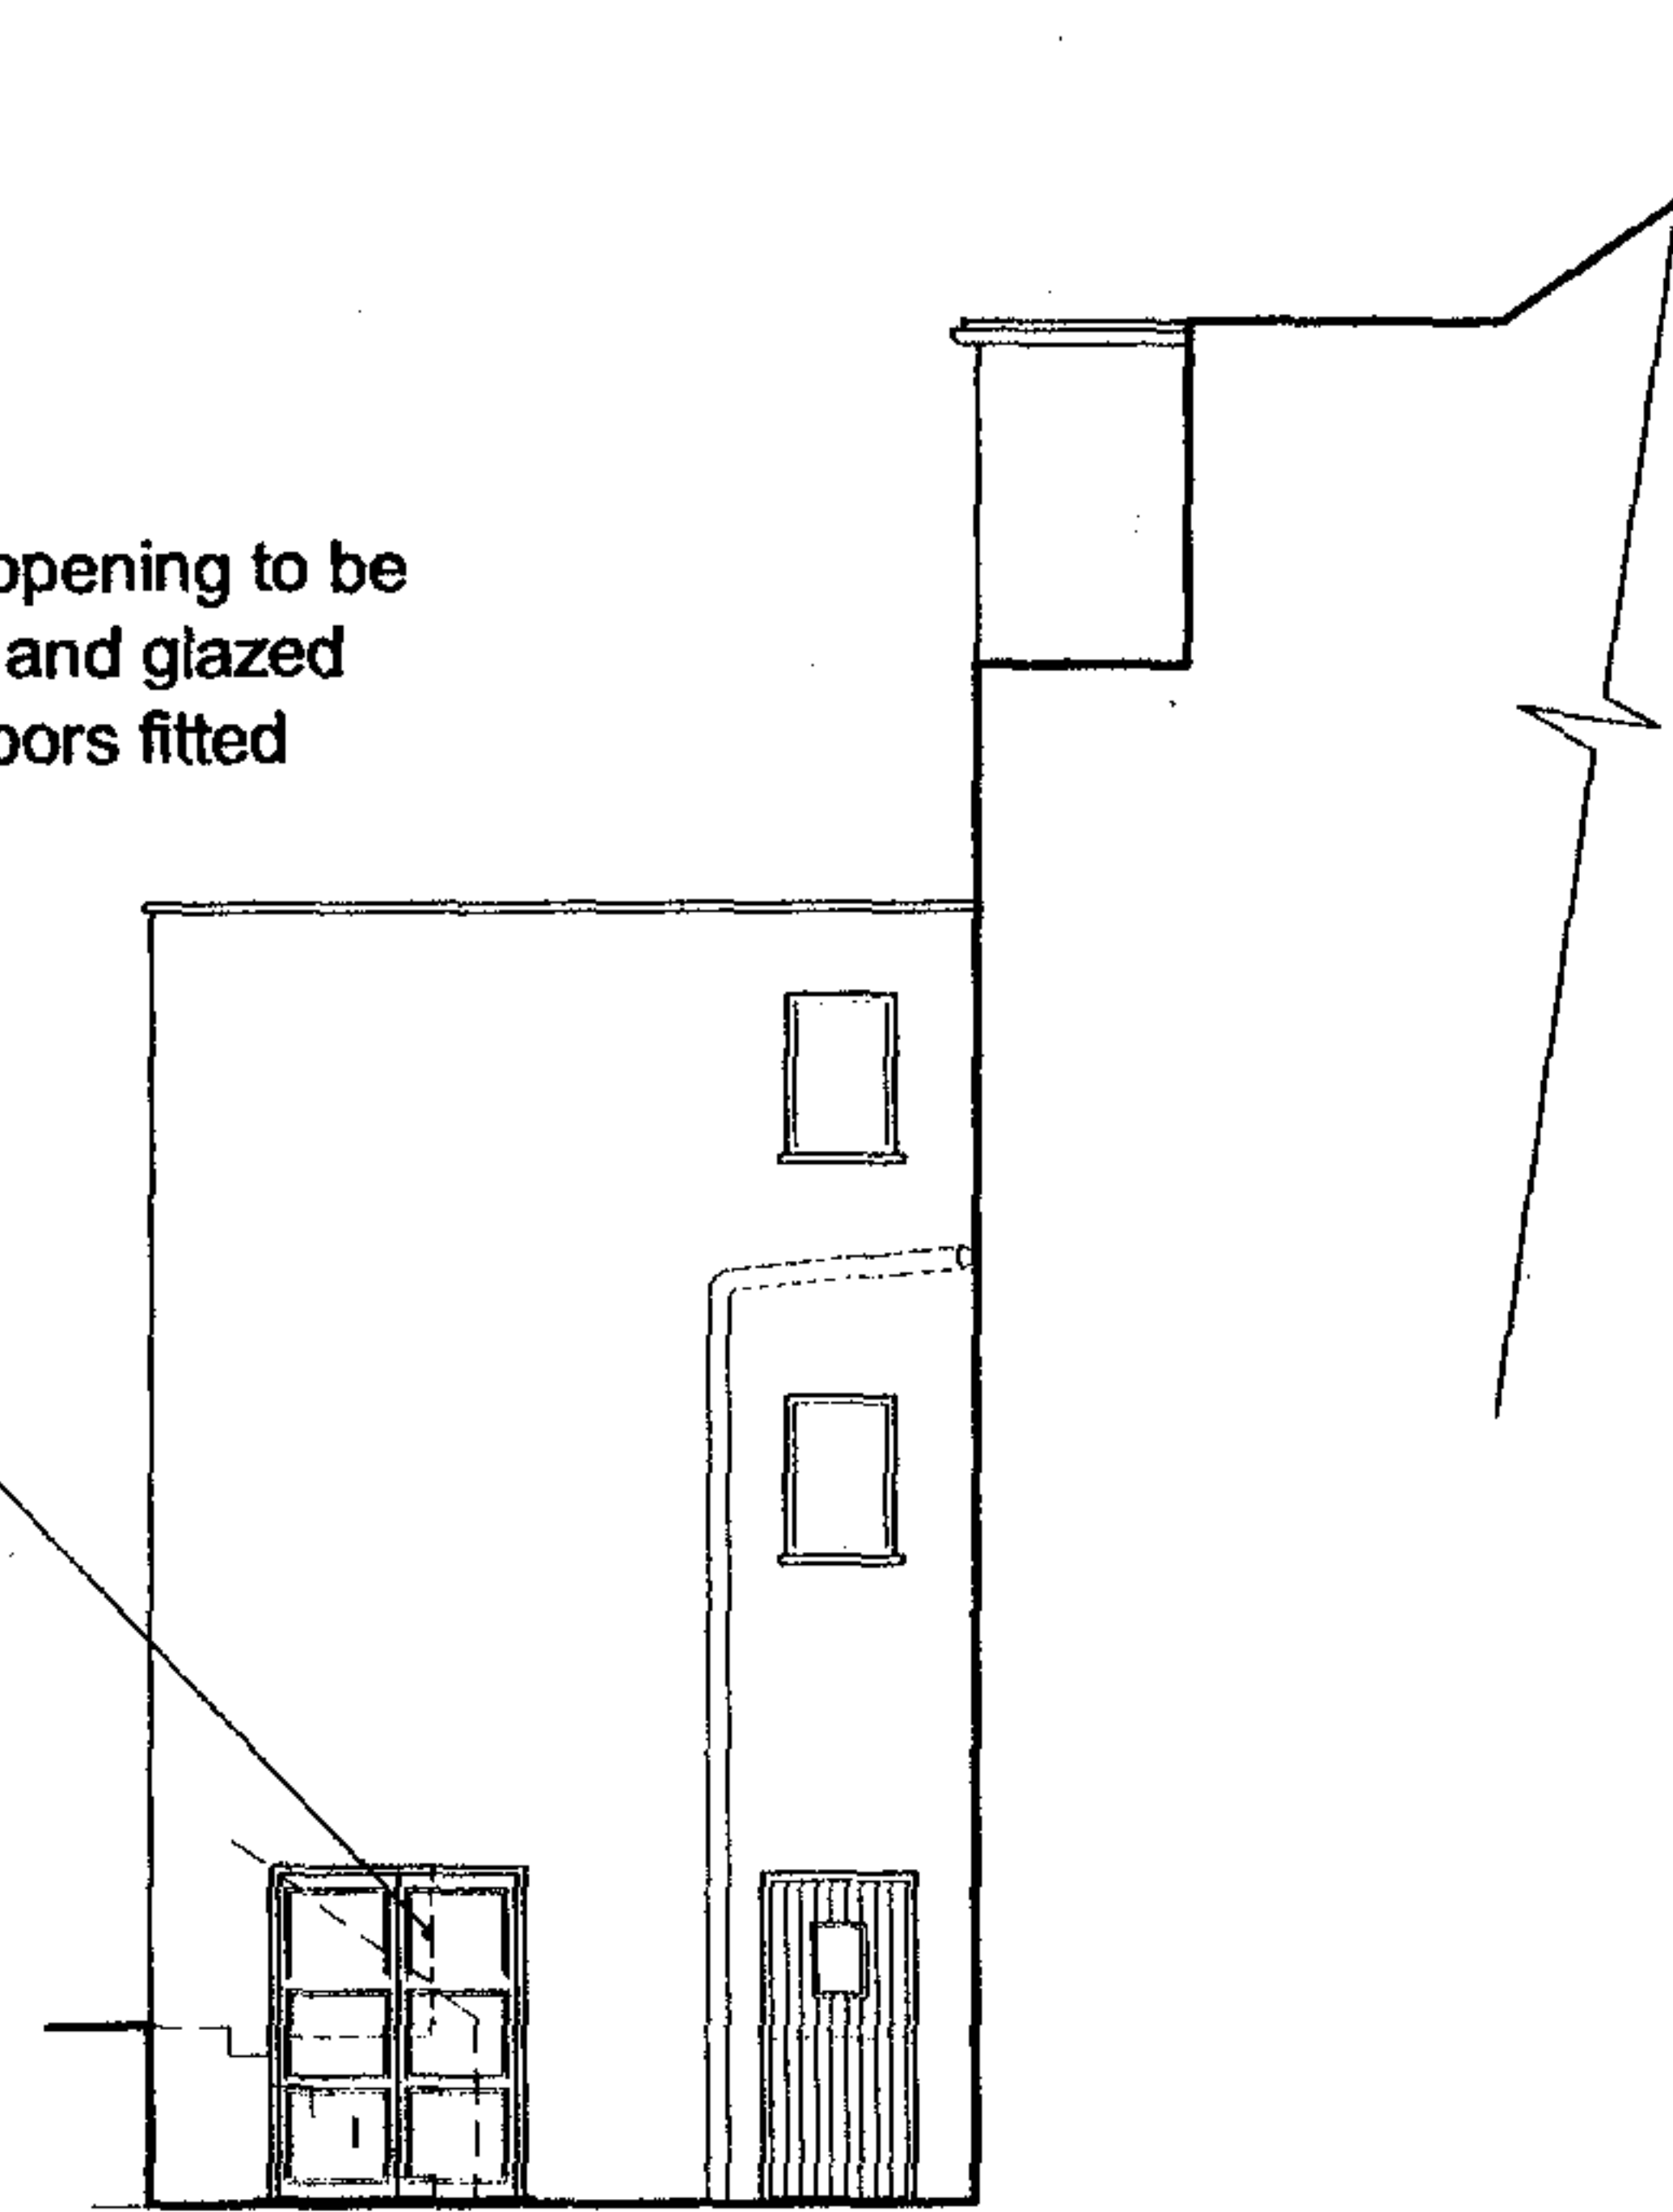 opening to be
and glazed
oors fitted